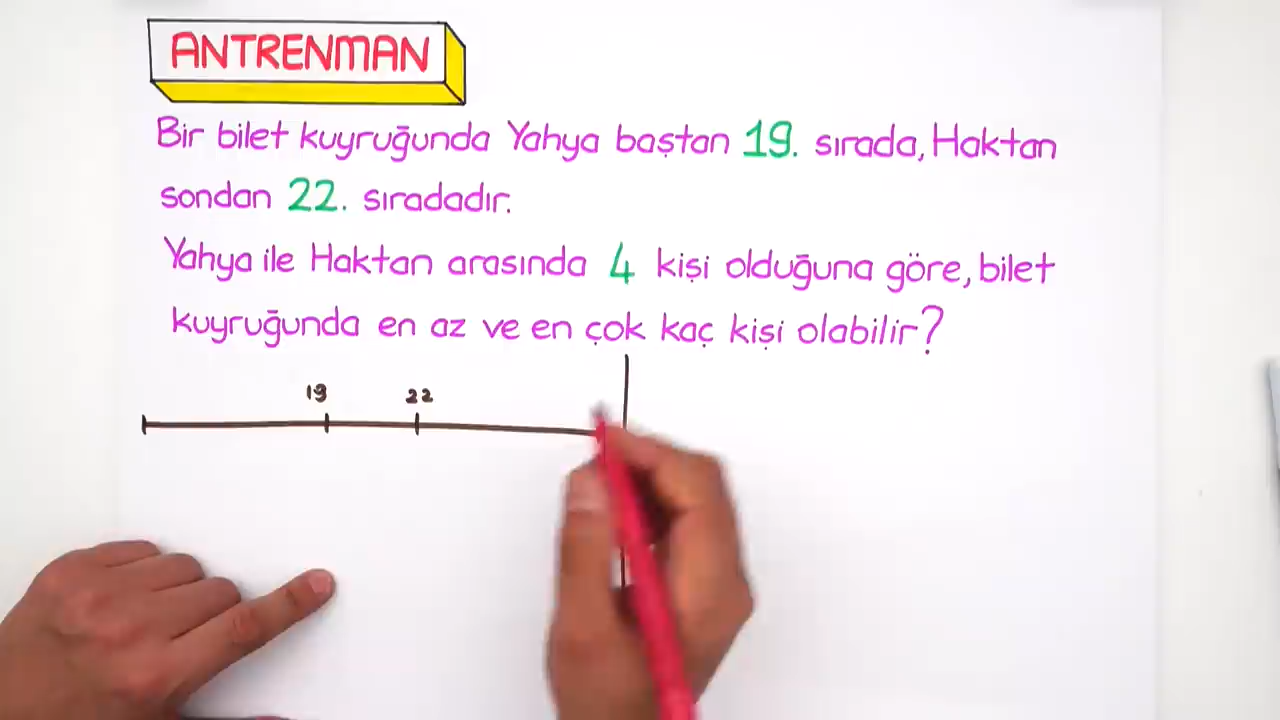 ANTRENMAN
Bir bilet kuyruğunda Yahya baştan 19. sırada, Haktan
sondan 22. sıradadır.
Yahya ile Haktan arasında 4 kişi olduğuna göre, bilet
kuyruğunda en az ve en çok kaç kişi olabilir?
19 22